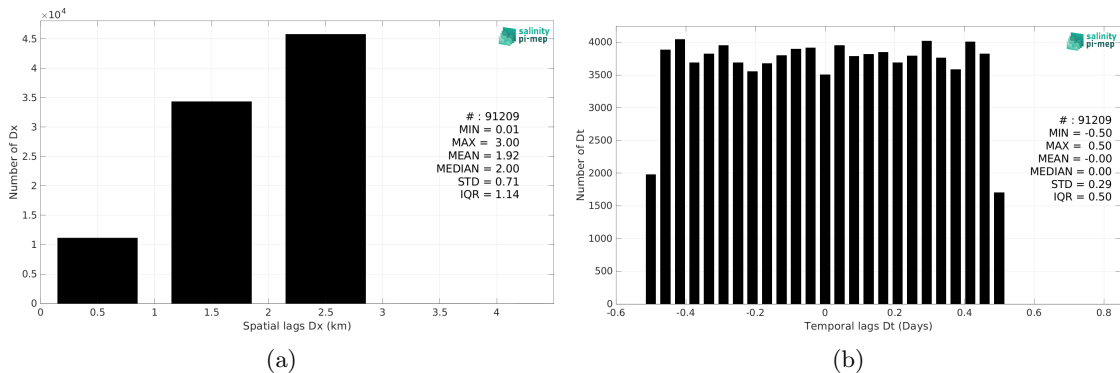 ×10⁴
4.5
4
3.5
3
2.5
2
1.5
1
0.5
0
Number of Dx
salinity
pi-mep
# : 91209
MIN = 0.01
MAX = 3.00
MEAN = 1.92
MEDIAN = 2.00
STD = 0.71
IQR = 1.14
0 0.5 1 1.5 2 2.5 3 3.5 4
Spatial lags Dx (km)
(a)
4000
3500
3000
2500
2000
1500
1000
500
0
Number of Dt
salinity
pi-mep
# : 91209
MIN = -0.50
MAX = 0.50
MEAN = -0.00
MEDIAN = 0.00
STD = 0.29
IQR = 0.50
-0.6 -0.4 -0.2 0 0.2 0.4 0.6 0.8
Temporal lags Dt (Days)
(b)